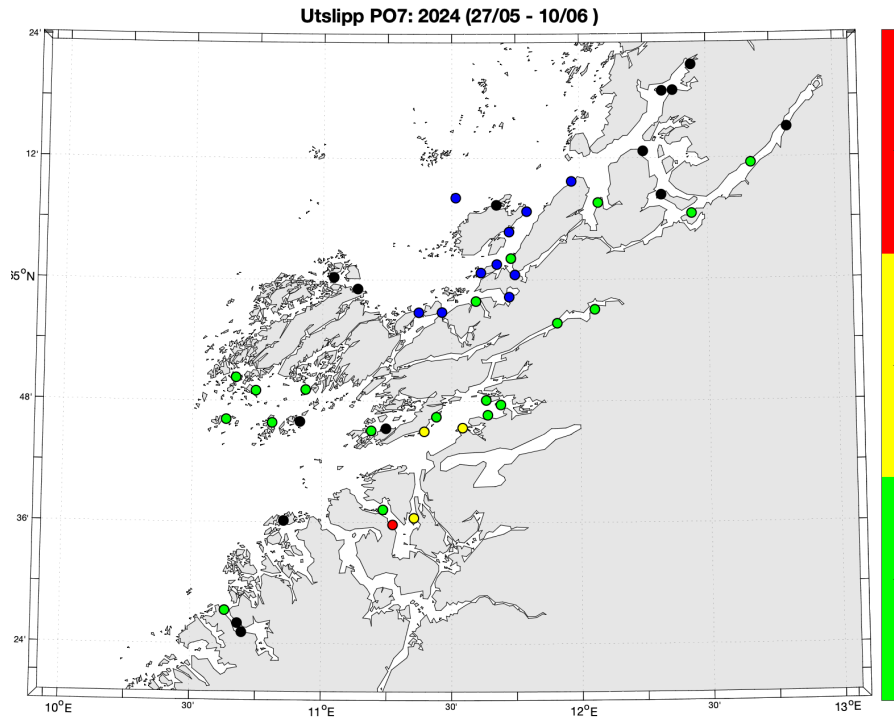 Utslipp PO7: 2024 (27/05 - 10/06 )
24'
12'
65°N
48'
36'
24'
10°E
30'
11°E
30'
12°E
30'
13°E